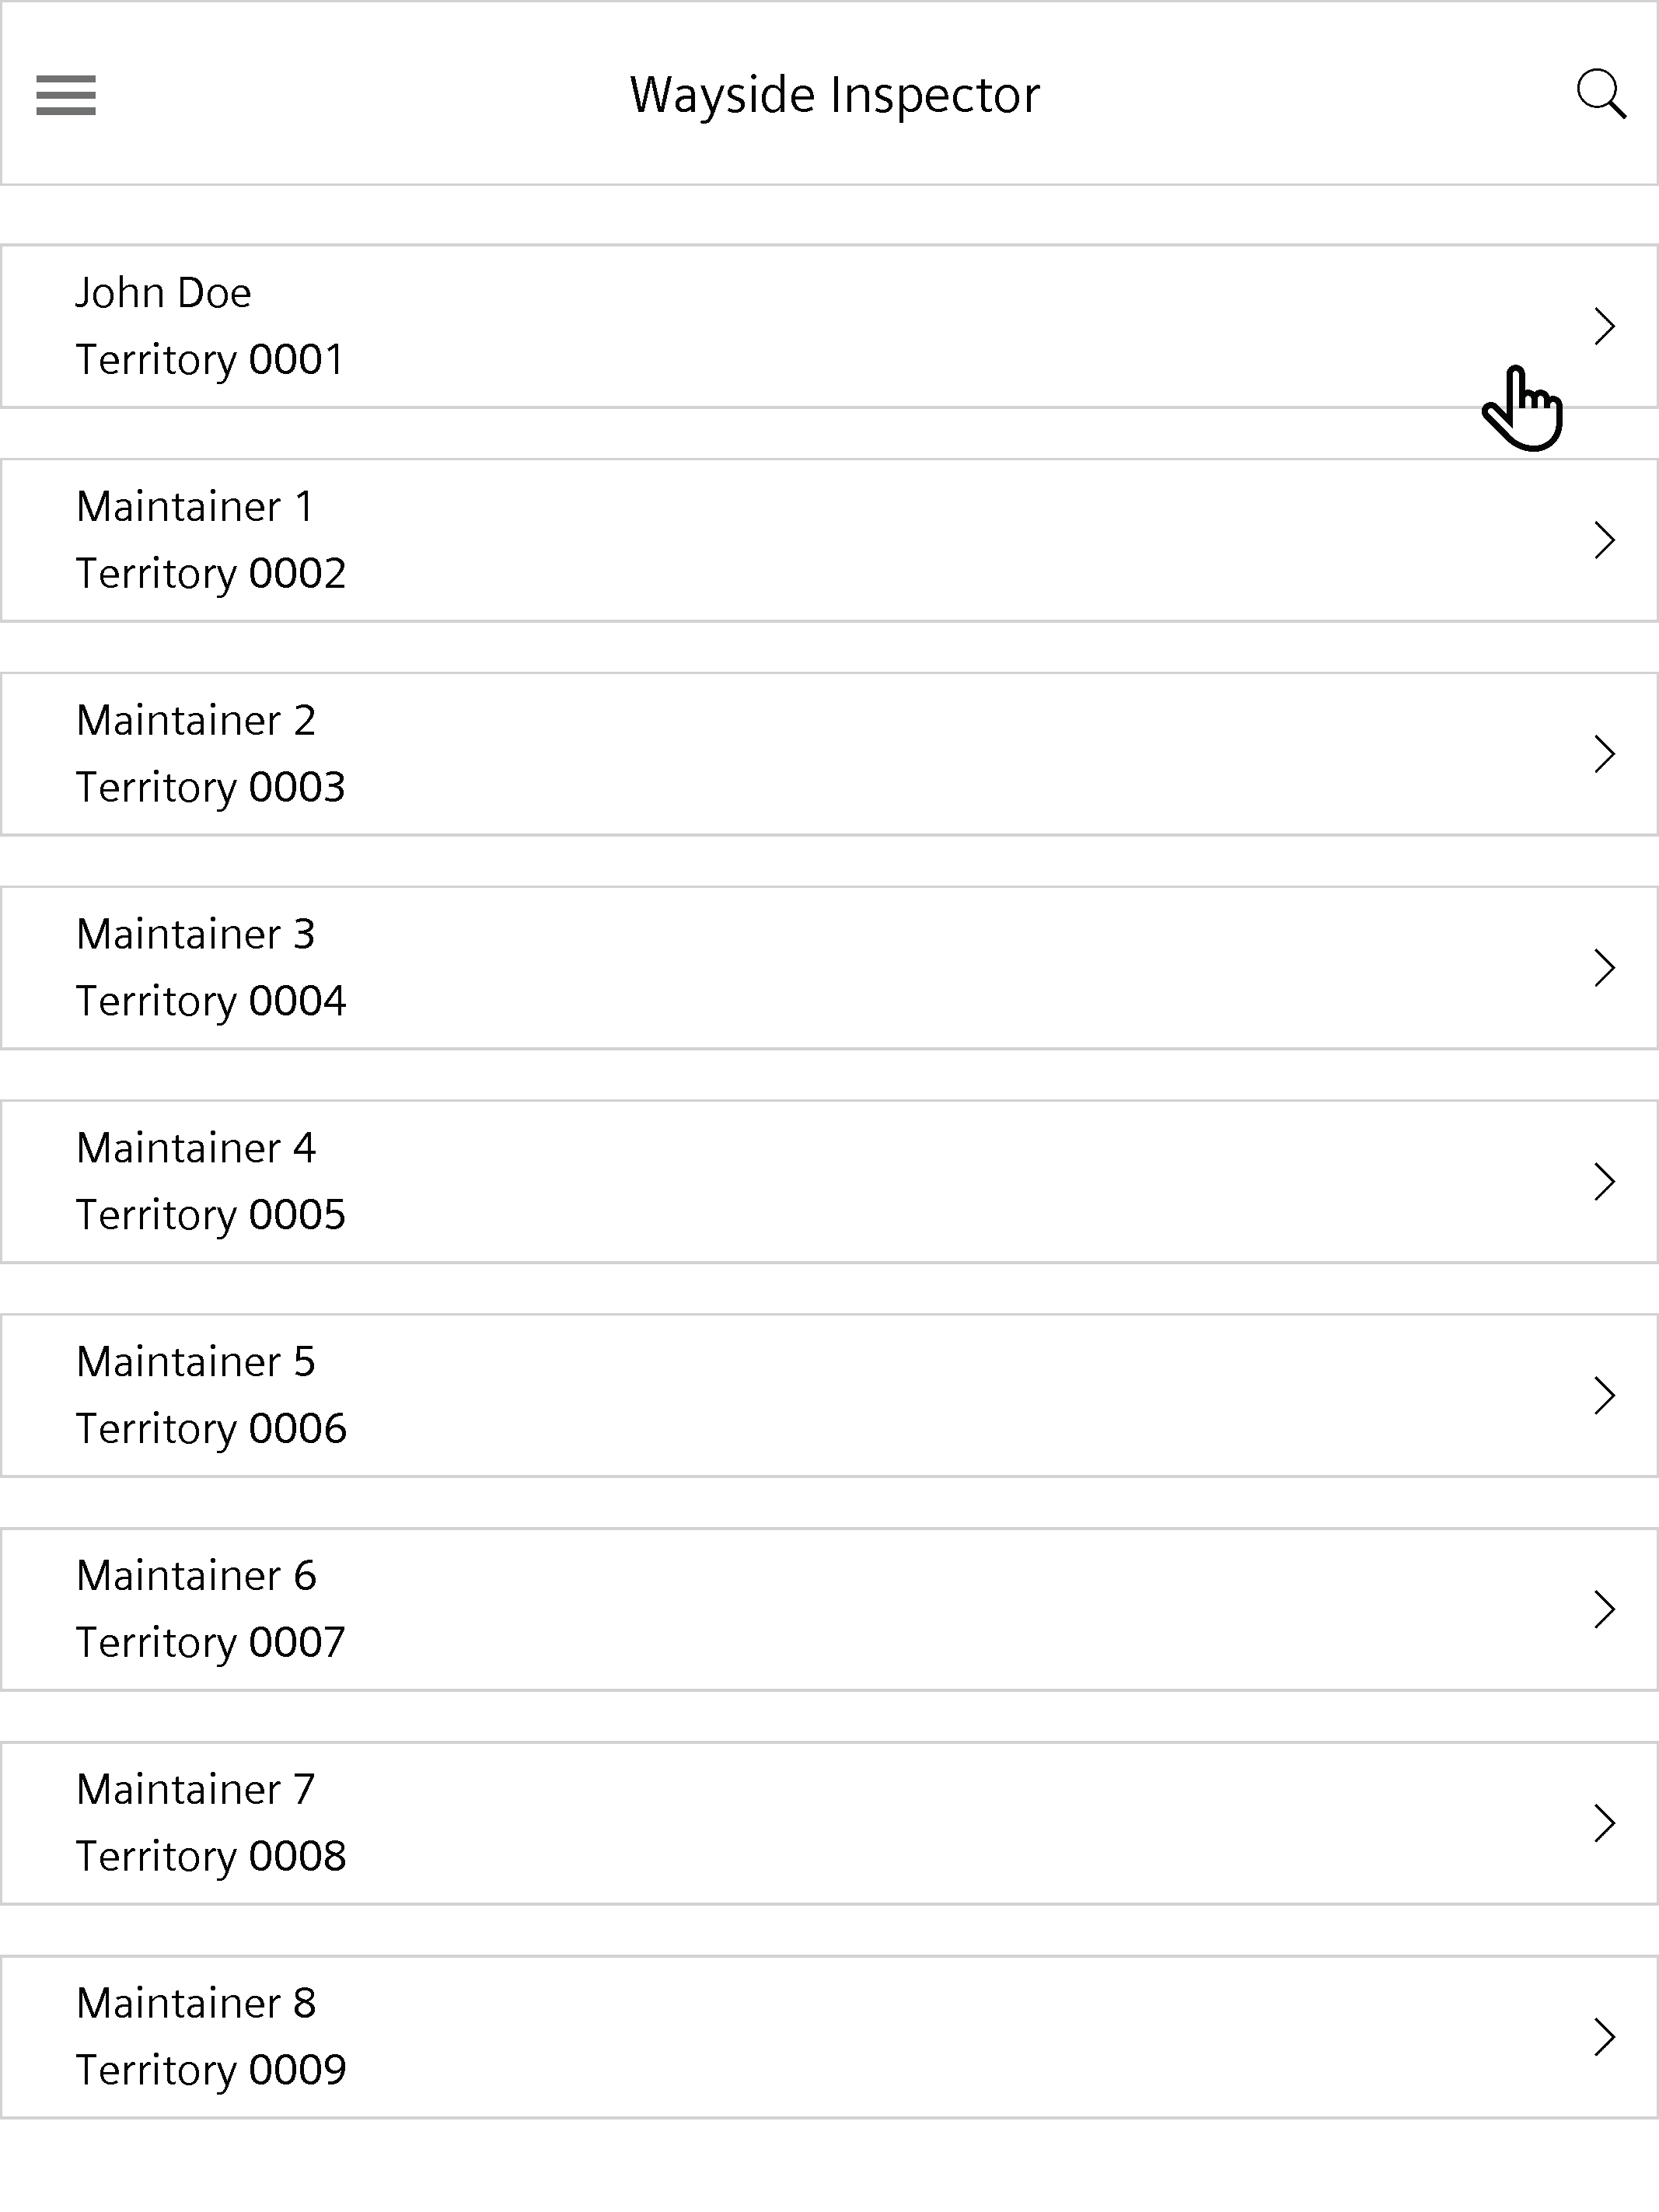 Wayside Inspector
John Doe
Territory 0001
Maintainer 1
Territory 0002
Maintainer 2
Territory 0003
Maintainer 3
Territory 0004
Maintainer 4
Territory 0005
Maintainer 5
Territory 0006
Maintainer 6
Territory 0007
Maintainer 7
Territory 0008
Maintainer 8
Territory 0009